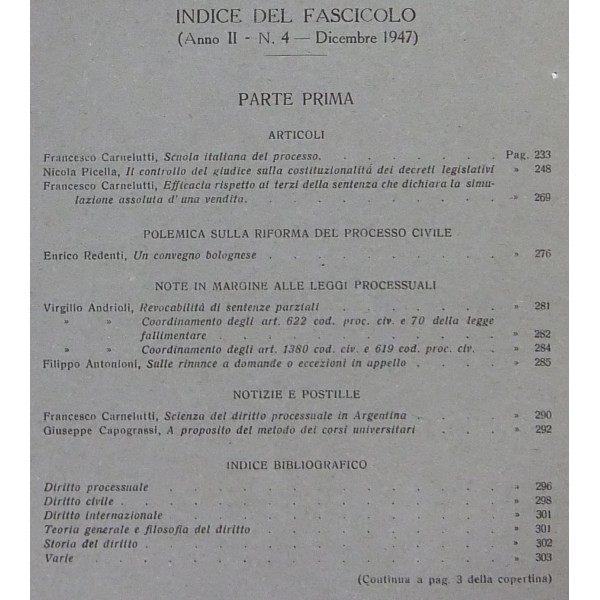 INDICE DEL FASCICOLO
(Anno II - N. 4 — Dicembre 1947)
PARTE PRIMA
ARTICOLI
Francesco Carnelutti, Scuola italiana del processo. . . . . . . Pag. 233
Nicola Picella, Il controllo del giudice sulla costituzionalità dei decreti legislativi » 248
Francesco Carnelutti, Efficacia rispetto ai terzi della sentenza che dichiara la simu-
lazione assoluta d'una vendita. . . . . . . . . . » 269
POLEMICA SULLA RIFORMA DEL PROCESSO CIVILE
Enrico Redenti, Un convegno bolognese . . . . . . . . » 276
NOTE IN MARGINE ALLE LEGGI PROCESSUALI
Virgilio Andrioli, Revocabilità di sentenze parziali . . . . . . » 281
» » Coordinamento degli art. 622 cod. proc. civ. e 70 della legge
fallimentare . . . . . . . . . » 282
» » Coordinamento degli art. 1380 cod. civ. e 619 cod. proc. civ. . » 284
Filippo Antonioni, Sulle rinunce a domande o eccezioni in appello . . . . » 285
NOTIZIE E POSTILLE
Francesco Carnelutti, Scienza del diritto processuale in Argentina . . . . » 290
Giuseppe Capograssi, A proposito del metodo dei corsi universitari . . . . » 292
INDICE BIBLIOGRAFICO
Diritto processuale . . . . . . . . . . . » 296
Diritto civile . . . . . . . . . . . . » 298
Diritto internazionale . . . . . . . . . . » 301
Teoria generale e filosofia del diritto . . . . . . . . » 301
Storia del diritto . . . . . . . . . . . » 302
Varie . . . . . . . . . . . . . » 303
(Continua a pag. 3 della copertina)